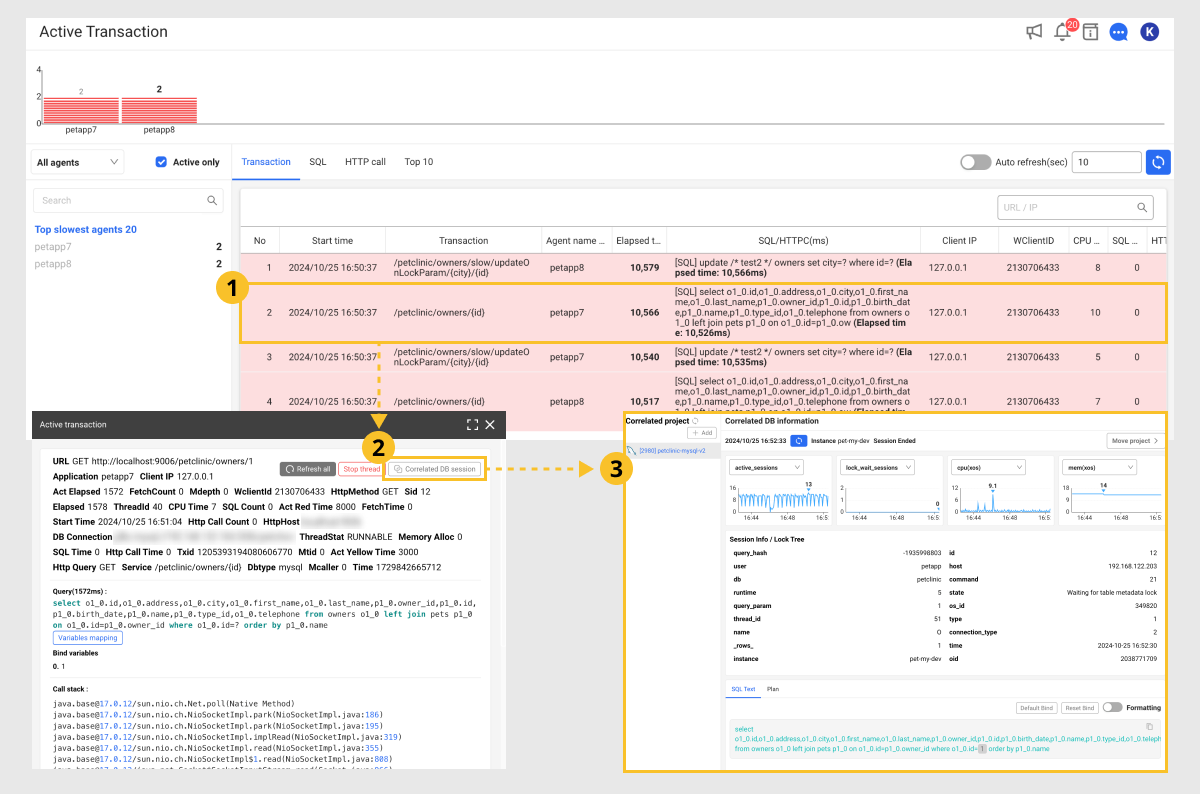 Active Transaction
20
K
4
2
0
2
2
petapp7
petapp8
All agents
Active only
Transaction
SQL
HTTP call
Top 10
Auto refresh(sec)
10
Search
Top slowest agents 20
petapp7 2
petapp8 2
URL / IP
No Start time Transaction Agent name ... Elapsed t... SQL/HTTPC(ms) Client IP WClientID CPU ... SQL ... HTT
1 2024/10/25 16:50:37 /petclinic/owners/slow/updateO
nLockParam/{city}/{id} petapp8 10,579 [SQL] update /* test2 */ owners set city=? where id=? (Ela
psed time: 10,566ms) 127.0.0.1 2130706433 8 0
1
2 2024/10/25 16:50:37 /petclinic/owners/{id} petapp7 10,566 [SQL] select o1_0.id,o1_0.address,o1_0.city,o1_0.first_na
me,o1_0.last_name,p1_0.owner_id,p1_0.id,p1_0.birth_dat
e,p1_0.name,p1_0.type_id,o1_0.telephone from owners o
1_0 left join pets p1_0 on o1_0.id=p1_0.ow (Elapsed tim
e: 10,526ms) 127.0.0.1 2130706433 10 0
3 2024/10/25 16:50:37 /petclinic/owners/slow/updateO
nLockParam/{city}/{id} petapp7 10,540 [SQL] update /* test2 */ owners set city=? where id=? (Ela
psed time: 10,535ms) 127.0.0.1 2130706433 5 0
4 2024/10/25 16:50:37 /petclinic/owners/{id} petapp8 10,517 [SQL] select o1_0.id,o1_0.address,o1_0.city,o1_0.first_na
me,o1_0.last_name,p1_0.owner_id,p1_0.id,p1_0.birth_dat
e,p1_0.name,p1_0.type_id,o1_0.telephone from owners o
127.0.0.1 2130706433 7 0
Active transaction
2
URL GET http://localhost:9006/petclinic/owners/1
Refresh all
Stop thread
Correlated DB session
Application petapp7 Client IP 127.0.0.1
Act Elapsed 1572 FetchCount 0 Mdepth 0 WclientId 2130706433 HttpMethod GET Sid 12
Elapsed 1578 ThreadId 40 CPU Time 7 SQL Count 0 Act Red Time 8000 FetchTime 0
Start Time 2024/10/25 16:51:04 Http Call Count 0 HttpHost
DB Connection ThreadStat RUNNABLE Memory Alloc 0
SQL Time 0 Http Call Time 0 Txid 1205393194080606770 Mtid 0 Act Yellow Time 3000
Http Query GET Service /petclinic/owners/{id} Dbtype mysql Mcaller 0 Time 1729842665712
Query(1572ms) :
select o1_0.id,o1_0.address,o1_0.city,o1_0.first_name,o1_0.last_name,p1_0.owner_id,p1_0.id,
p1_0.birth_date,p1_0.name,p1_0.type_id,o1_0.telephone from owners o1_0 left join pets p1_0
on o1_0.id=p1_0.owner_id where o1_0.id=? order by p1_0.name
Variables mapping
Bind variables
0. 1
Call stack :
java.base@17.0.12/sun.nio.ch.Net.poll(Native Method)
java.base@17.0.12/sun.nio.ch.NioSocketImpl.park(NioSocketImpl.java:186)
java.base@17.0.12/sun.nio.ch.NioSocketImpl.park(NioSocketImpl.java:195)
java.base@17.0.12/sun.nio.ch.NioSocketImpl.implRead(NioSocketImpl.java:319)
java.base@17.0.12/sun.nio.ch.NioSocketImpl.read(NioSocketImpl.java:355)
java.base@17.0.12/sun.nio.ch.NioSocketImpl$1.read(NioSocketImpl.java:808)
3
Correlated project
+ Add
[2980] petclinic-mysql-v2
Correlated DB information
2024/10/25 16:52:33 Instance pet-my-dev Session Ended
Move project
active_sessions
16
8
0
13
16:44 16:48 16:5
lock_wait_sessions
2
1
0
0
16:44 16:48 16:5
cpu(xos)
12
6
0
9.1
16:44 16:48 16:5
mem(xos)
18
9
0
14
16:44 16:48 16:5
Session Info / Lock Tree
query_hash -1935998803 id 12
user petapp host 192.168.122.203
db petclinic command 21
runtime 5 state Waiting for table metadata lock
query_param 1 os_id 349820
thread_id 51 type 1
name O connection_type 2
_rows_ 1 time 2024-10-25 16:52:30
instance pet-my-dev oid 2038771709
SQL Text
Plan
Default Bind
Reset Bind
Formatting
select
o1_0.id,o1_0.address,o1_0.city,o1_0.first_name,o1_0.last_name,p1_0.owner_id,p1_0.id,p1_0.birth_date,p1_0.name,p1_0.type_id,o1_0.teleph
from owners o1_0 left join pets p1_0 on o1_0.id=p1_0.owner_id where o1_0.id= 1 order by p1_0.name